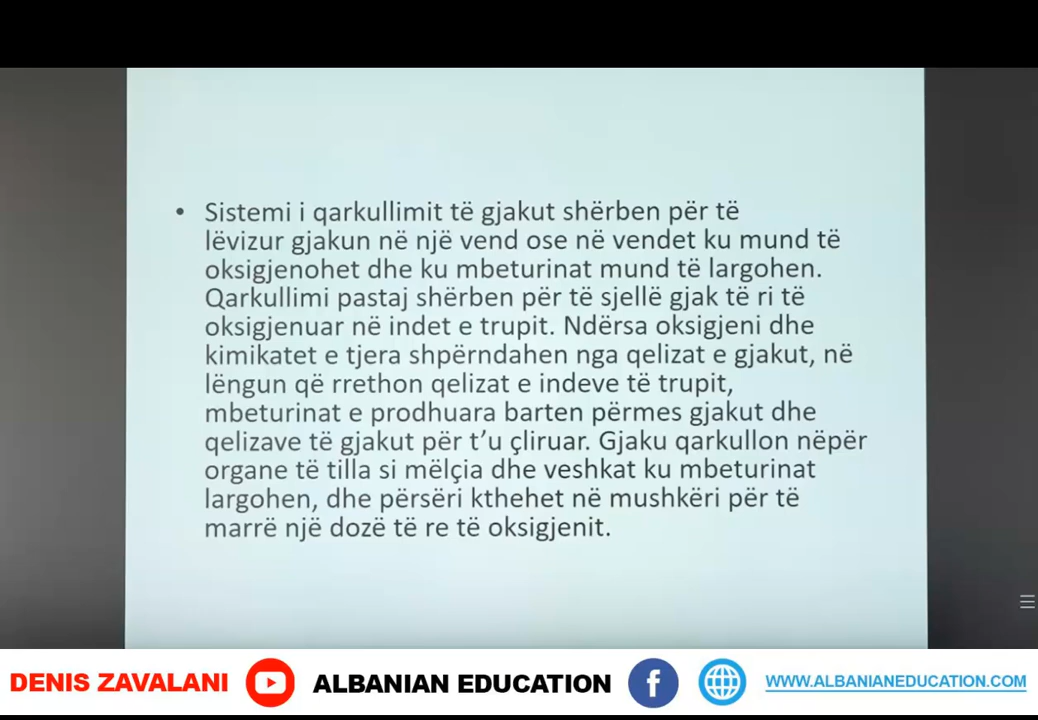 • Sistemi i qarkullimit të gjakut shërben për të
lëvizur gjakun në një vend ose në vendet ku mund të
oksigjenohet dhe ku mbeturinat mund të largohen.
Qarkullimi pastaj shërben për të sjellë gjak të ri të
oksigjenuar në indet e trupit. Ndërsa oksigjeni dhe
kimikatet e tjera shpërndahen nga qelizat e gjakut, në
lëngun që rrethon qelizat e indeve të trupit,
mbeturinat e prodhuara barten përmes gjakut dhe
qelizave të gjakut për t’u çliruar. Gjaku qarkullon nëpër
organe të tilla si mëlçia dhe veshkat ku mbeturinat
largohen, dhe përsëri kthehet në mushkëri për të
marrë një dozë të re të oksigjenit.
DENIS ZAVALANI ALBANIAN EDUCATION WWW.ALBANIANEDUCATION.COM